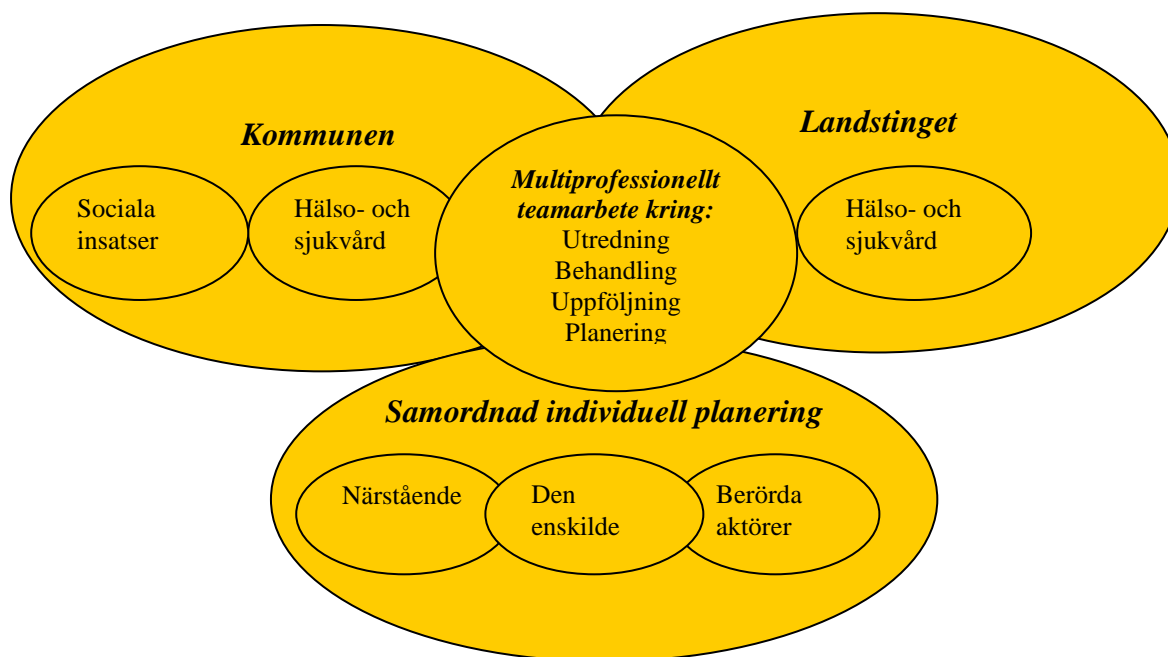 Kommunen
Sociala
insatser
Hälso- och
sjukvård
Multiprofessionellt
teamarbete kring:
Utredning
Behandling
Uppföljning
Planering
Landstinget
Hälso- och
sjukvård
Samordnad individuell planering
Närstående
Den
enskilde
Berörda
aktörer